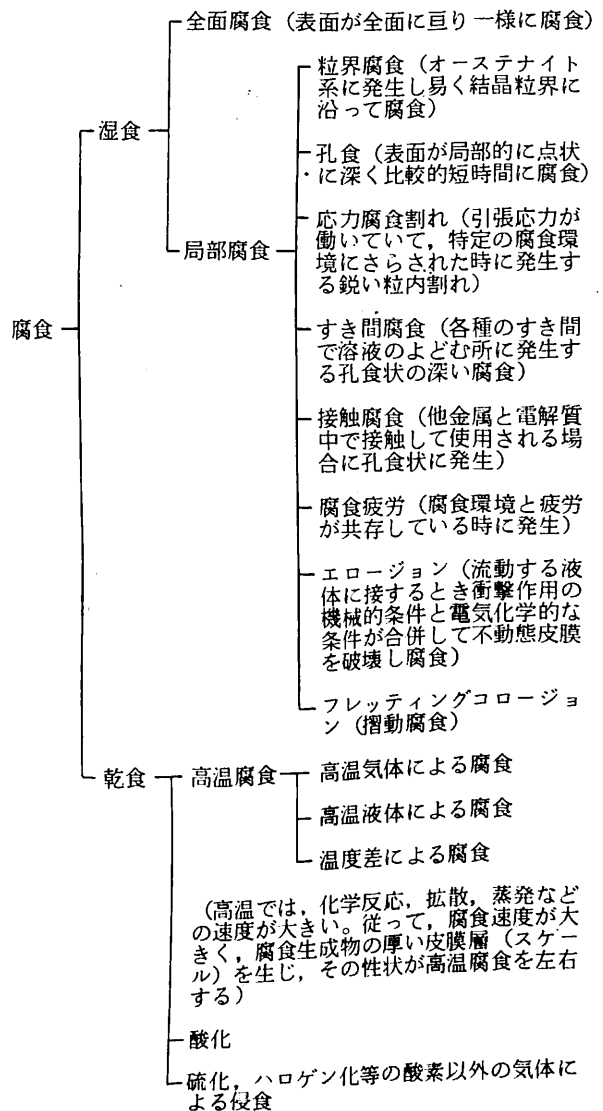 全面腐食（表面が全面に亘り一様に腐食）
粒界腐食（オーステナイト
系に発生し易く結晶粒界に
沿って腐食）
湿食
孔食（表面が局部的に点状
に深く比較的短時間に腐食）
局部腐食
応力腐食割れ（引張応力が
働いていて，特定の腐食環
境にさらされた時に発生す
る鋭い粒内割れ）
腐食
すき間腐食（各種のすき間
で溶液のよどむ所に発生す
る孔食状の深い腐食）
接触腐食（他金属と電解質
中で接触して使用される場
合に孔食状に発生）
腐食疲労（腐食環境と疲労
が共存している時に発生）
エロージョン（流動する液
体に接するとき衝撃作用の
機械的条件と電気化学的な
条件が合併して不動態皮膜
を破壊し腐食）
フレッティングコロージョ
ン（摺動腐食）
乾食
高温腐食
高温気体による腐食
高温液体による腐食
温度差による腐食
（高温では，化学反応，拡散，蒸発など
の速度が大きい。従って，腐食速度が大
きく，腐食生成物の厚い皮膜層（スケー
ル）を生じ，その性状が高温腐食を左右
する）
酸化
硫化，ハロゲン化等の酸素以外の気体に
よる侵食